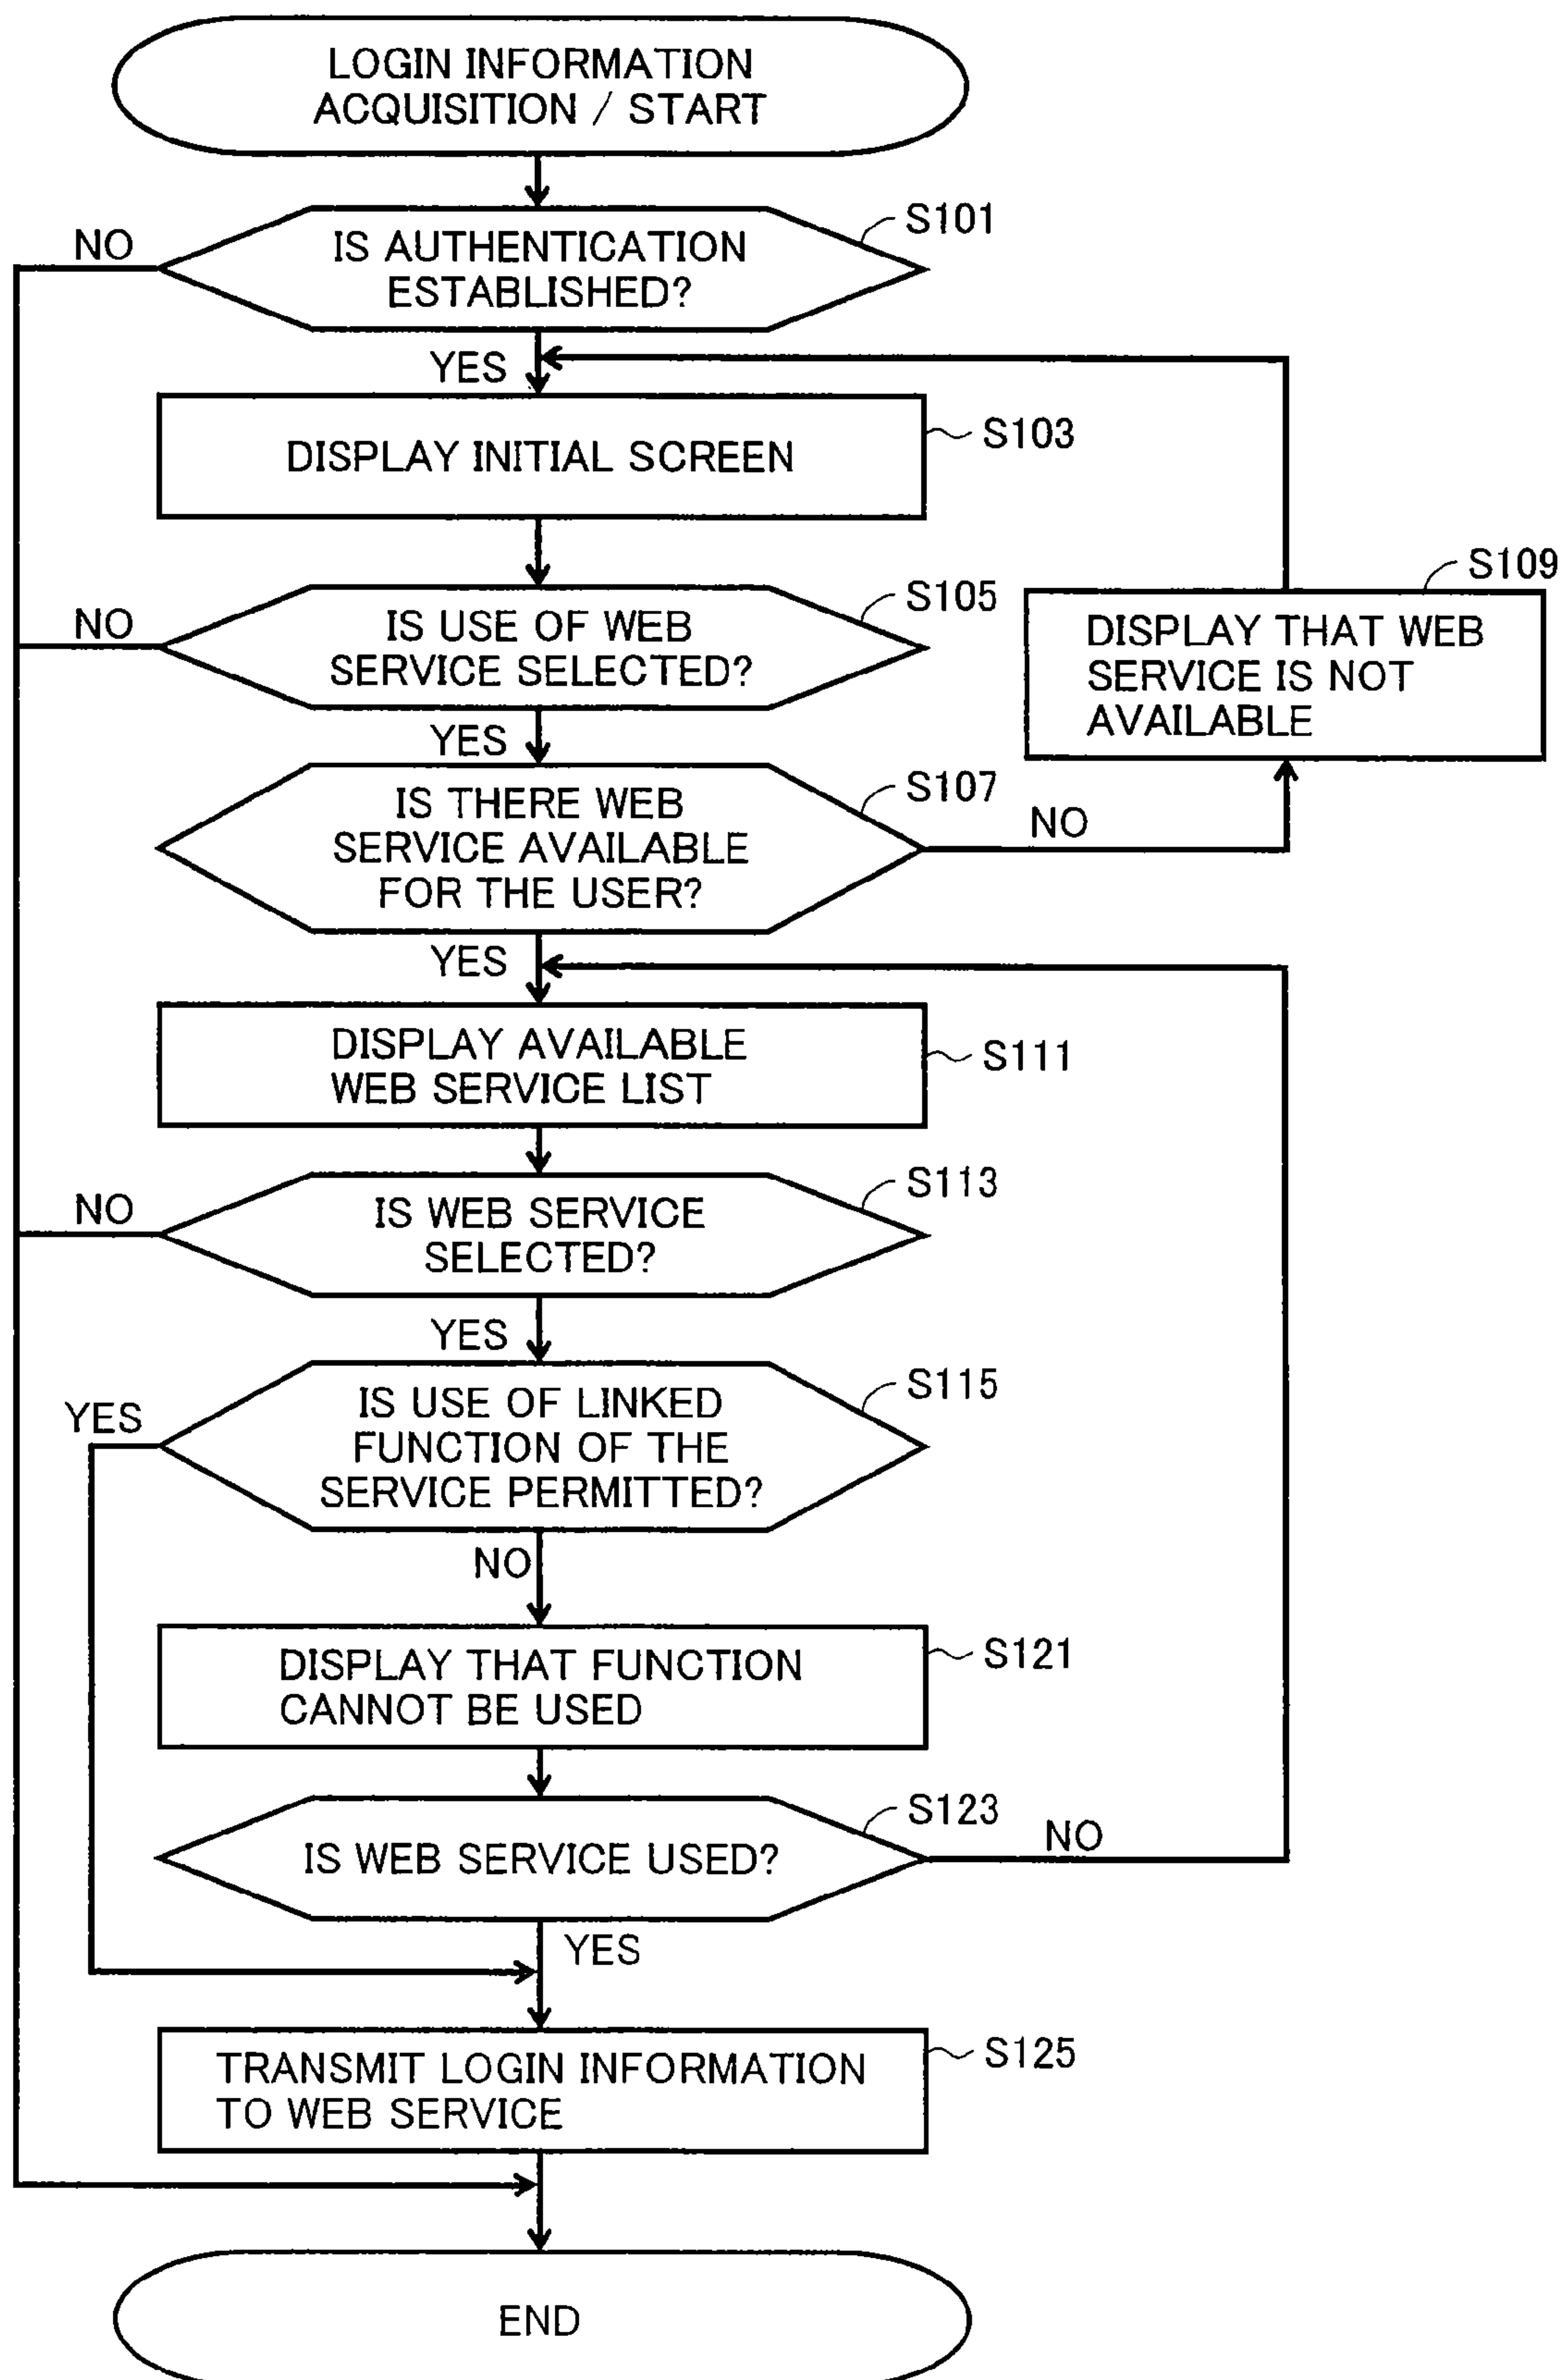 LOGIN INFORMATION
ACQUISITION / START
S101
NO
IS AUTHENTICATION
ESTABLISHED?
YES
DISPLAY INITIAL SCREEN
S103
S105
NO
IS USE OF WEB
SERVICE SELECTED?
S109
DISPLAY THAT WEB
SERVICE IS NOT
AVAILABLE
YES
S107
IS THERE WEB
SERVICE AVAILABLE
FOR THE USER?
NO
YES
DISPLAY AVAILABLE
WEB SERVICE LIST
S111
S113
NO
IS WEB SERVICE
SELECTED?
YES
S115
YES
IS USE OF LINKED
FUNCTION OF THE
SERVICE PERMITTED?
NO
DISPLAY THAT FUNCTION
CANNOT BE USED
S121
S123
IS WEB SERVICE USED?
NO
YES
TRANSMIT LOGIN INFORMATION
TO WEB SERVICE
S125
END